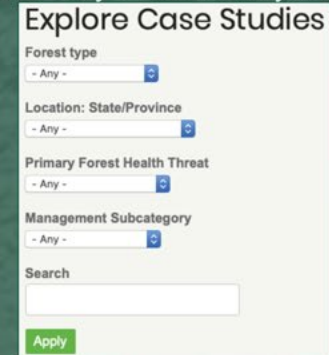 Explore Case Studies
Forest type
- Any -
Location: State/Province
- Any -
Primary Forest Health Threat
- Any -
Management Subcategory
- Any -
Search
Apply